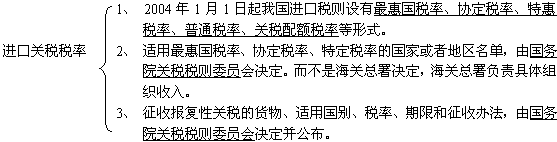 进口关税税率
1、 2004年1月1日起我国进口税则设有最惠国税率、协定税率、特惠
税率、普通税率、关税配额税率等形式。
2、 适用最惠国税率、协定税率、特定税率的国家或者地区名单,由国务
院关税税则委员会决定。而不是海关总署决定,海关总署负责具体组
织收入。
3、 征收报复性关税的货物、适用国别、税率、期限和征收办法,由国务
院关税税则委员会决定并公布。